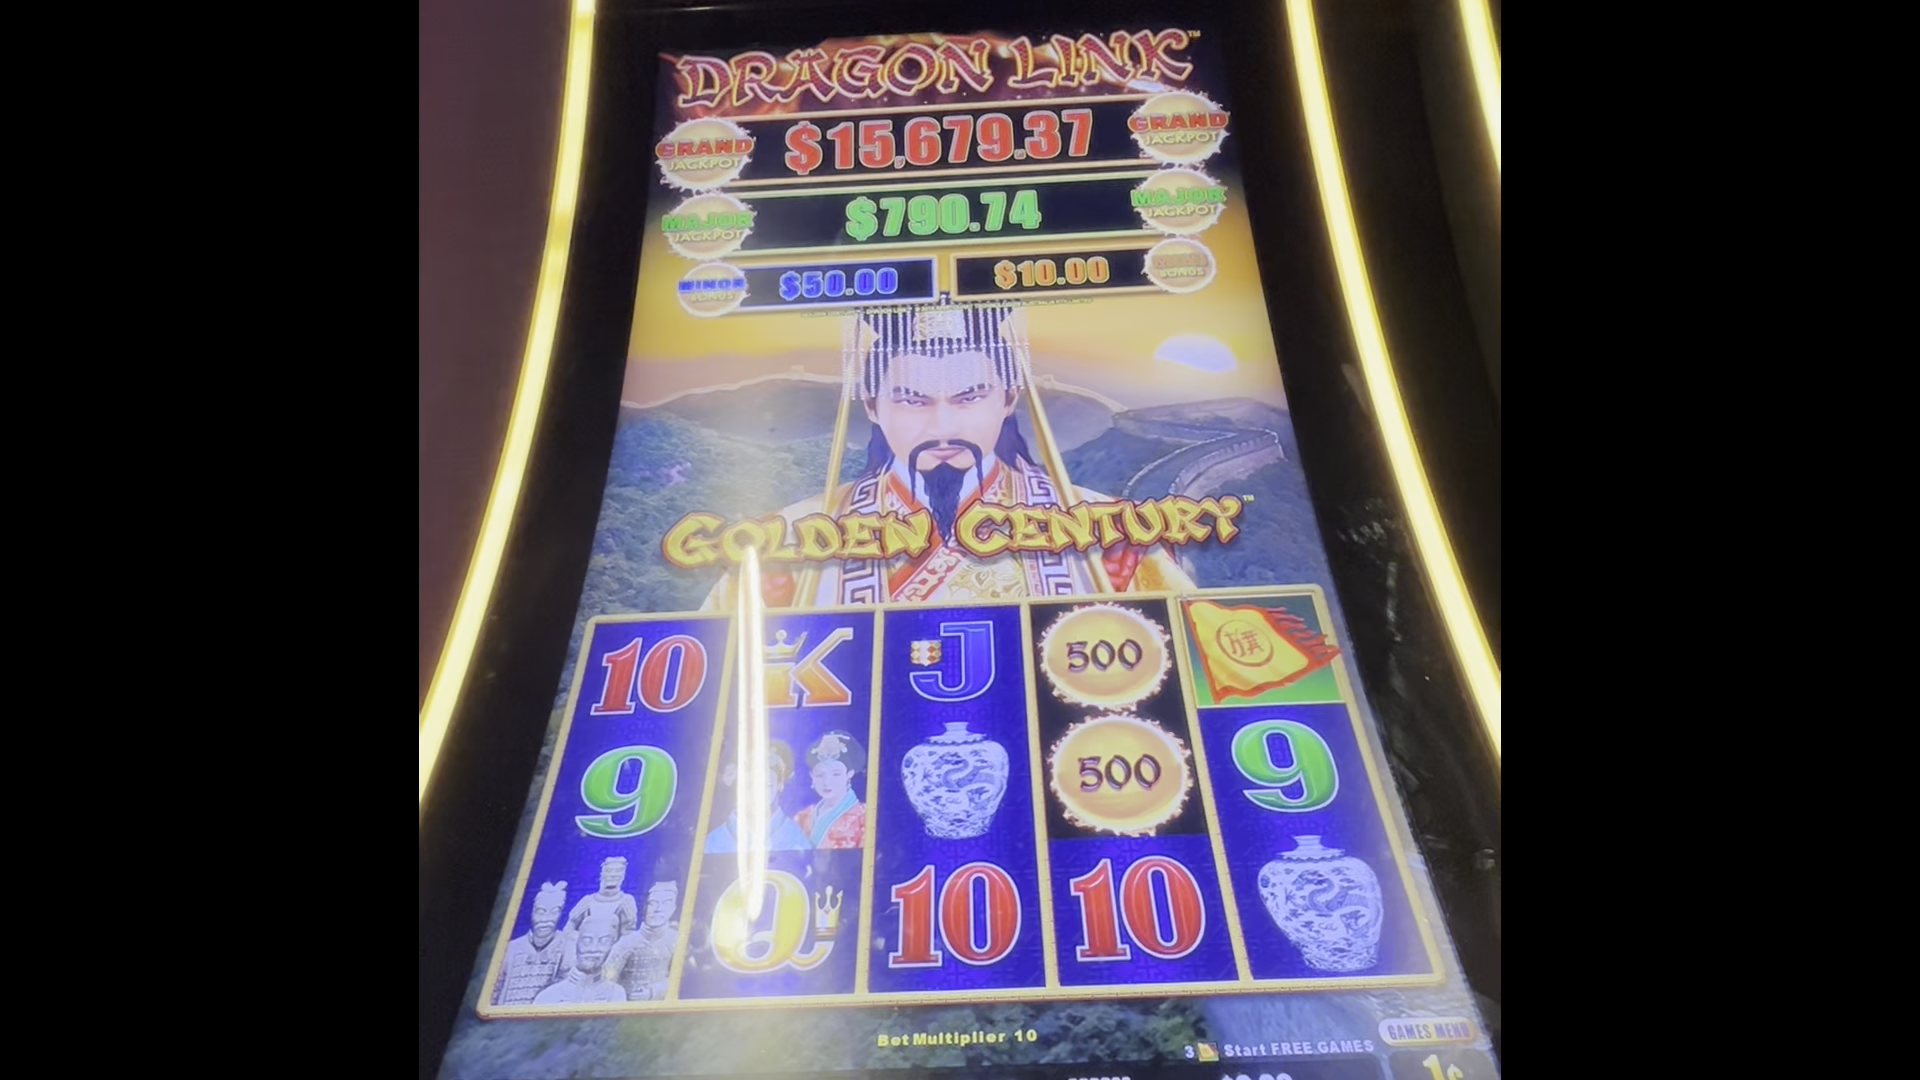 DRAGON LINK™
GRAND JACKPOT $15,679.37 GRAND JACKPOT
MAJOR JACKPOT $790.74 MAJOR JACKPOT
MINOR BONUS $50.00 $10.00 BONUS
GOLDEN CENTURY™
10 K J 500
9 500 9
Q 10 10
Bet Multiplier 10
GAMES MENU
3 Start FREE GAMES
1¢